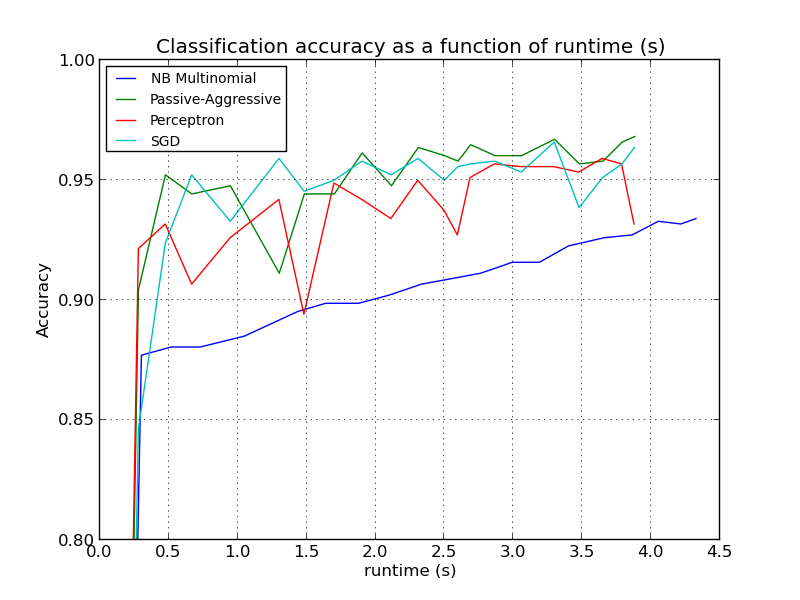 Classification accuracy as a function of runtime (s)
1.00
NB Multinomial
Passive-Aggressive
Perceptron
SGD
0.95
0.90
0.85
0.80
Accuracy
0.0 0.5 1.0 1.5 2.0 2.5 3.0 3.5 4.0 4.5
runtime (s)